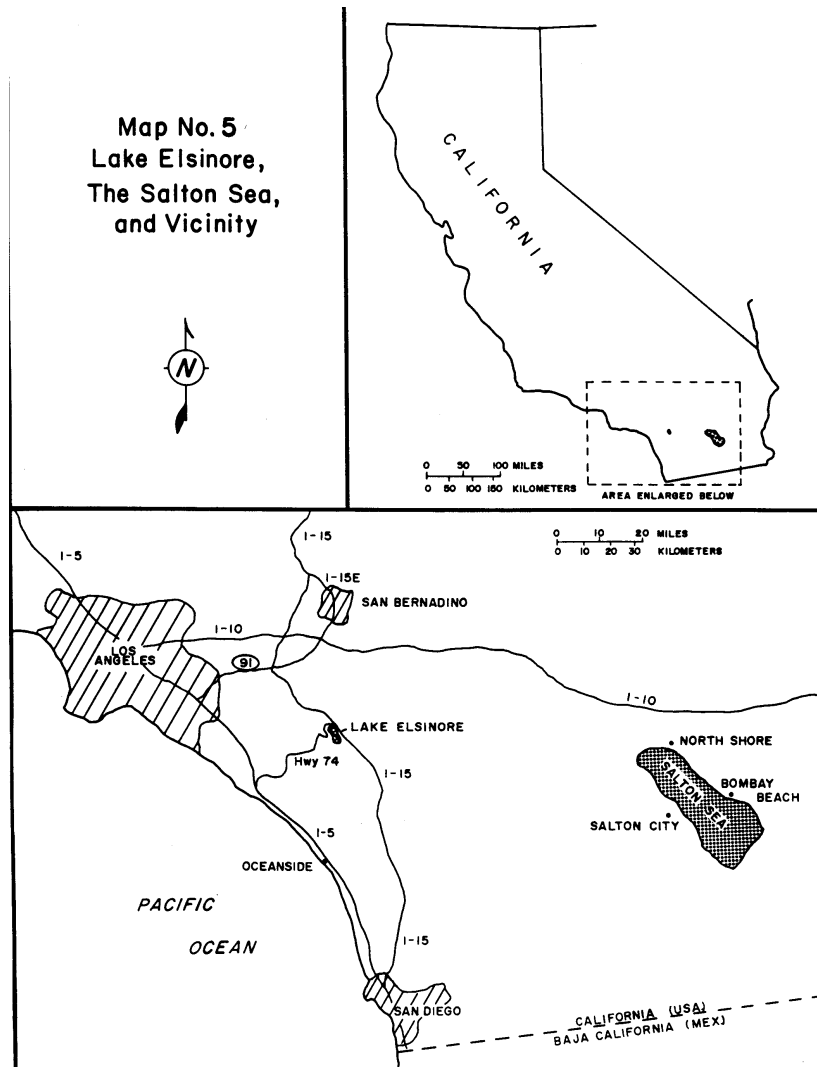 Map No. 5
Lake Elsinore,
The Salton Sea,
and Vicinity
N
CALIFORNIA
0 50 100 MILES
0 50 100 150 KILOMETERS
AREA ENLARGED BELOW
I-5
I-15
I-15E
SAN BERNADINO
0 10 20 MILES
0 10 20 30 KILOMETERS
I-10
LOS
ANGELES
91
I-10
LAKE ELSINORE
Hwy 74
I-15
NORTH SHORE
SALTON SEA
BOMBAY
BEACH
SALTON CITY
I-5
OCEANSIDE
PACIFIC
OCEAN
I-15
SAN DIEGO
CALIFORNIA (USA)
BAJA CALIFORNIA (MEX)